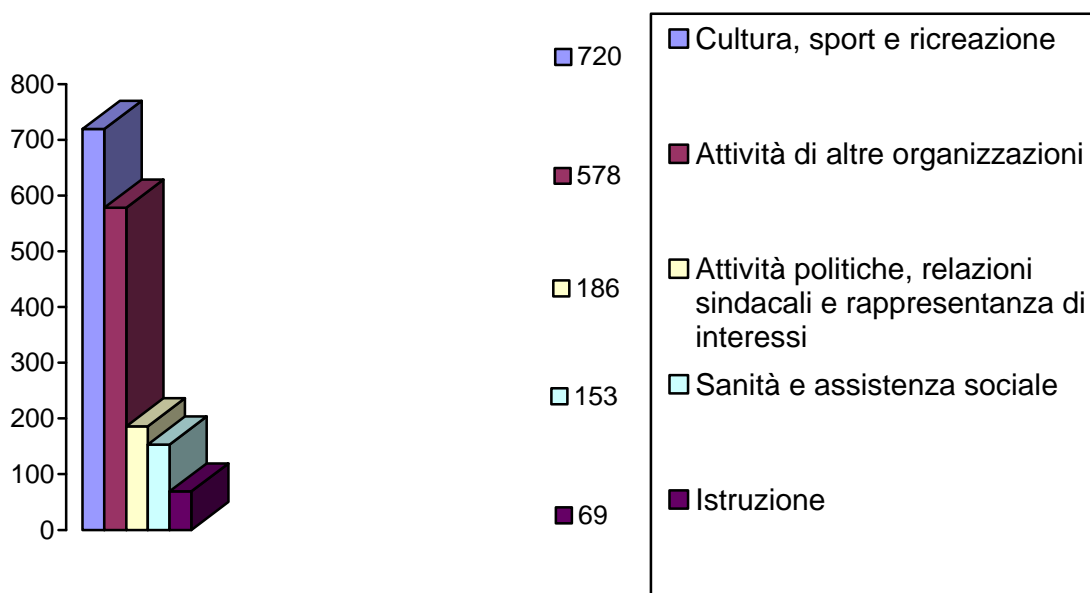 800
700
600
500
400
300
200
100
0
720
578
186
153
69
Cultura, sport e ricreazione
Attività di altre organizzazioni
Attività politiche, relazioni
sindacali e rappresentanza di
interessi
Sanità e assistenza sociale
Istruzione